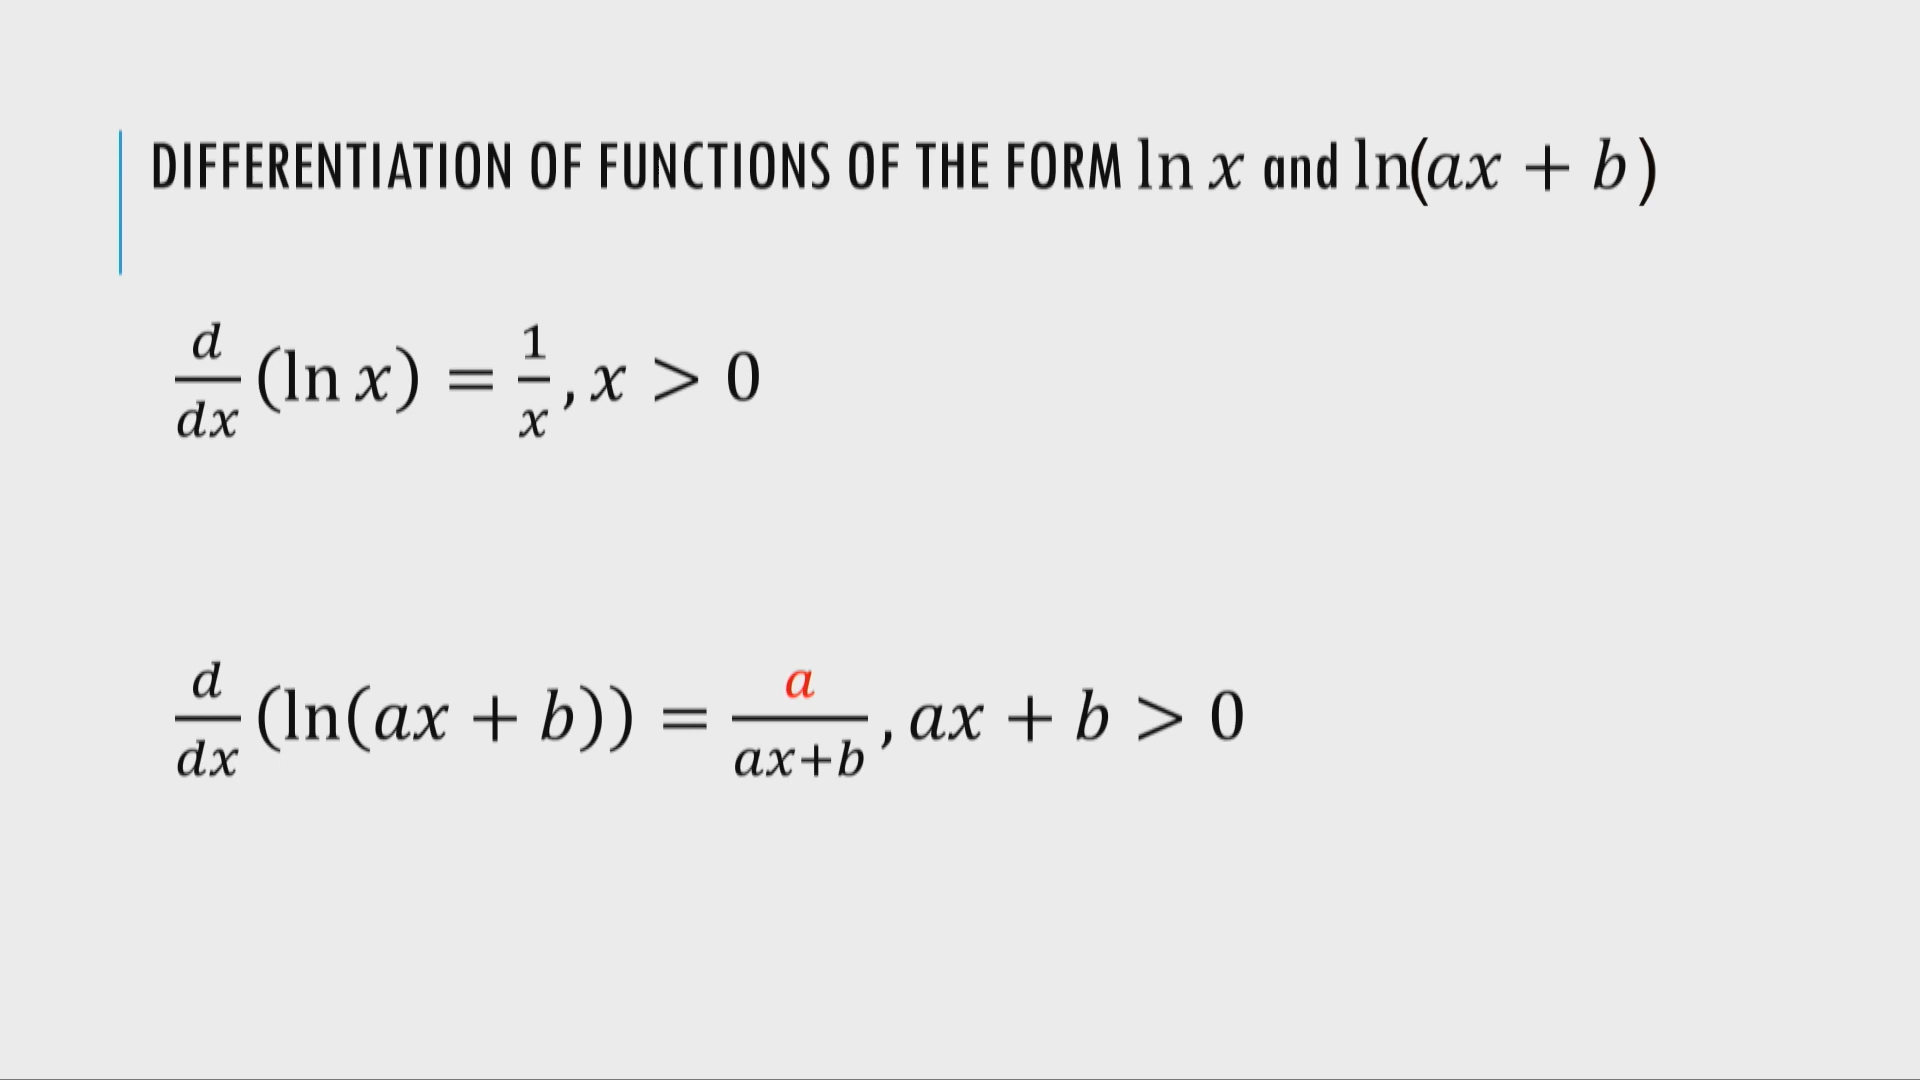 DIFFERENTIATION OF FUNCTIONS OF THE FORM ln x and ln(ax + b)
d/dx (ln x) = 1/x, x > 0
d/dx (ln(ax + b)) = a/(ax+b), ax + b > 0